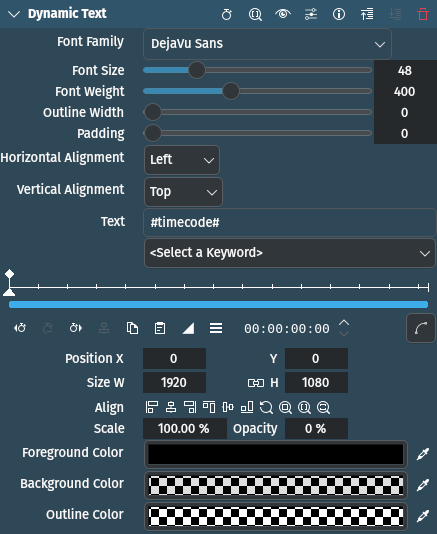 Dynamic Text
Font Family DejaVu Sans
Font Size 48
Font Weight 400
Outline Width 0
Padding 0
Horizontal Alignment Left
Vertical Alignment Top
Text #timecode#
<Select a Keyword>
00:00:00:00
Position X 0 Y 0
Size W 1920 H 1080
Align
Scale 100.00 % Opacity 0 %
Foreground Color
Background Color
Outline Color